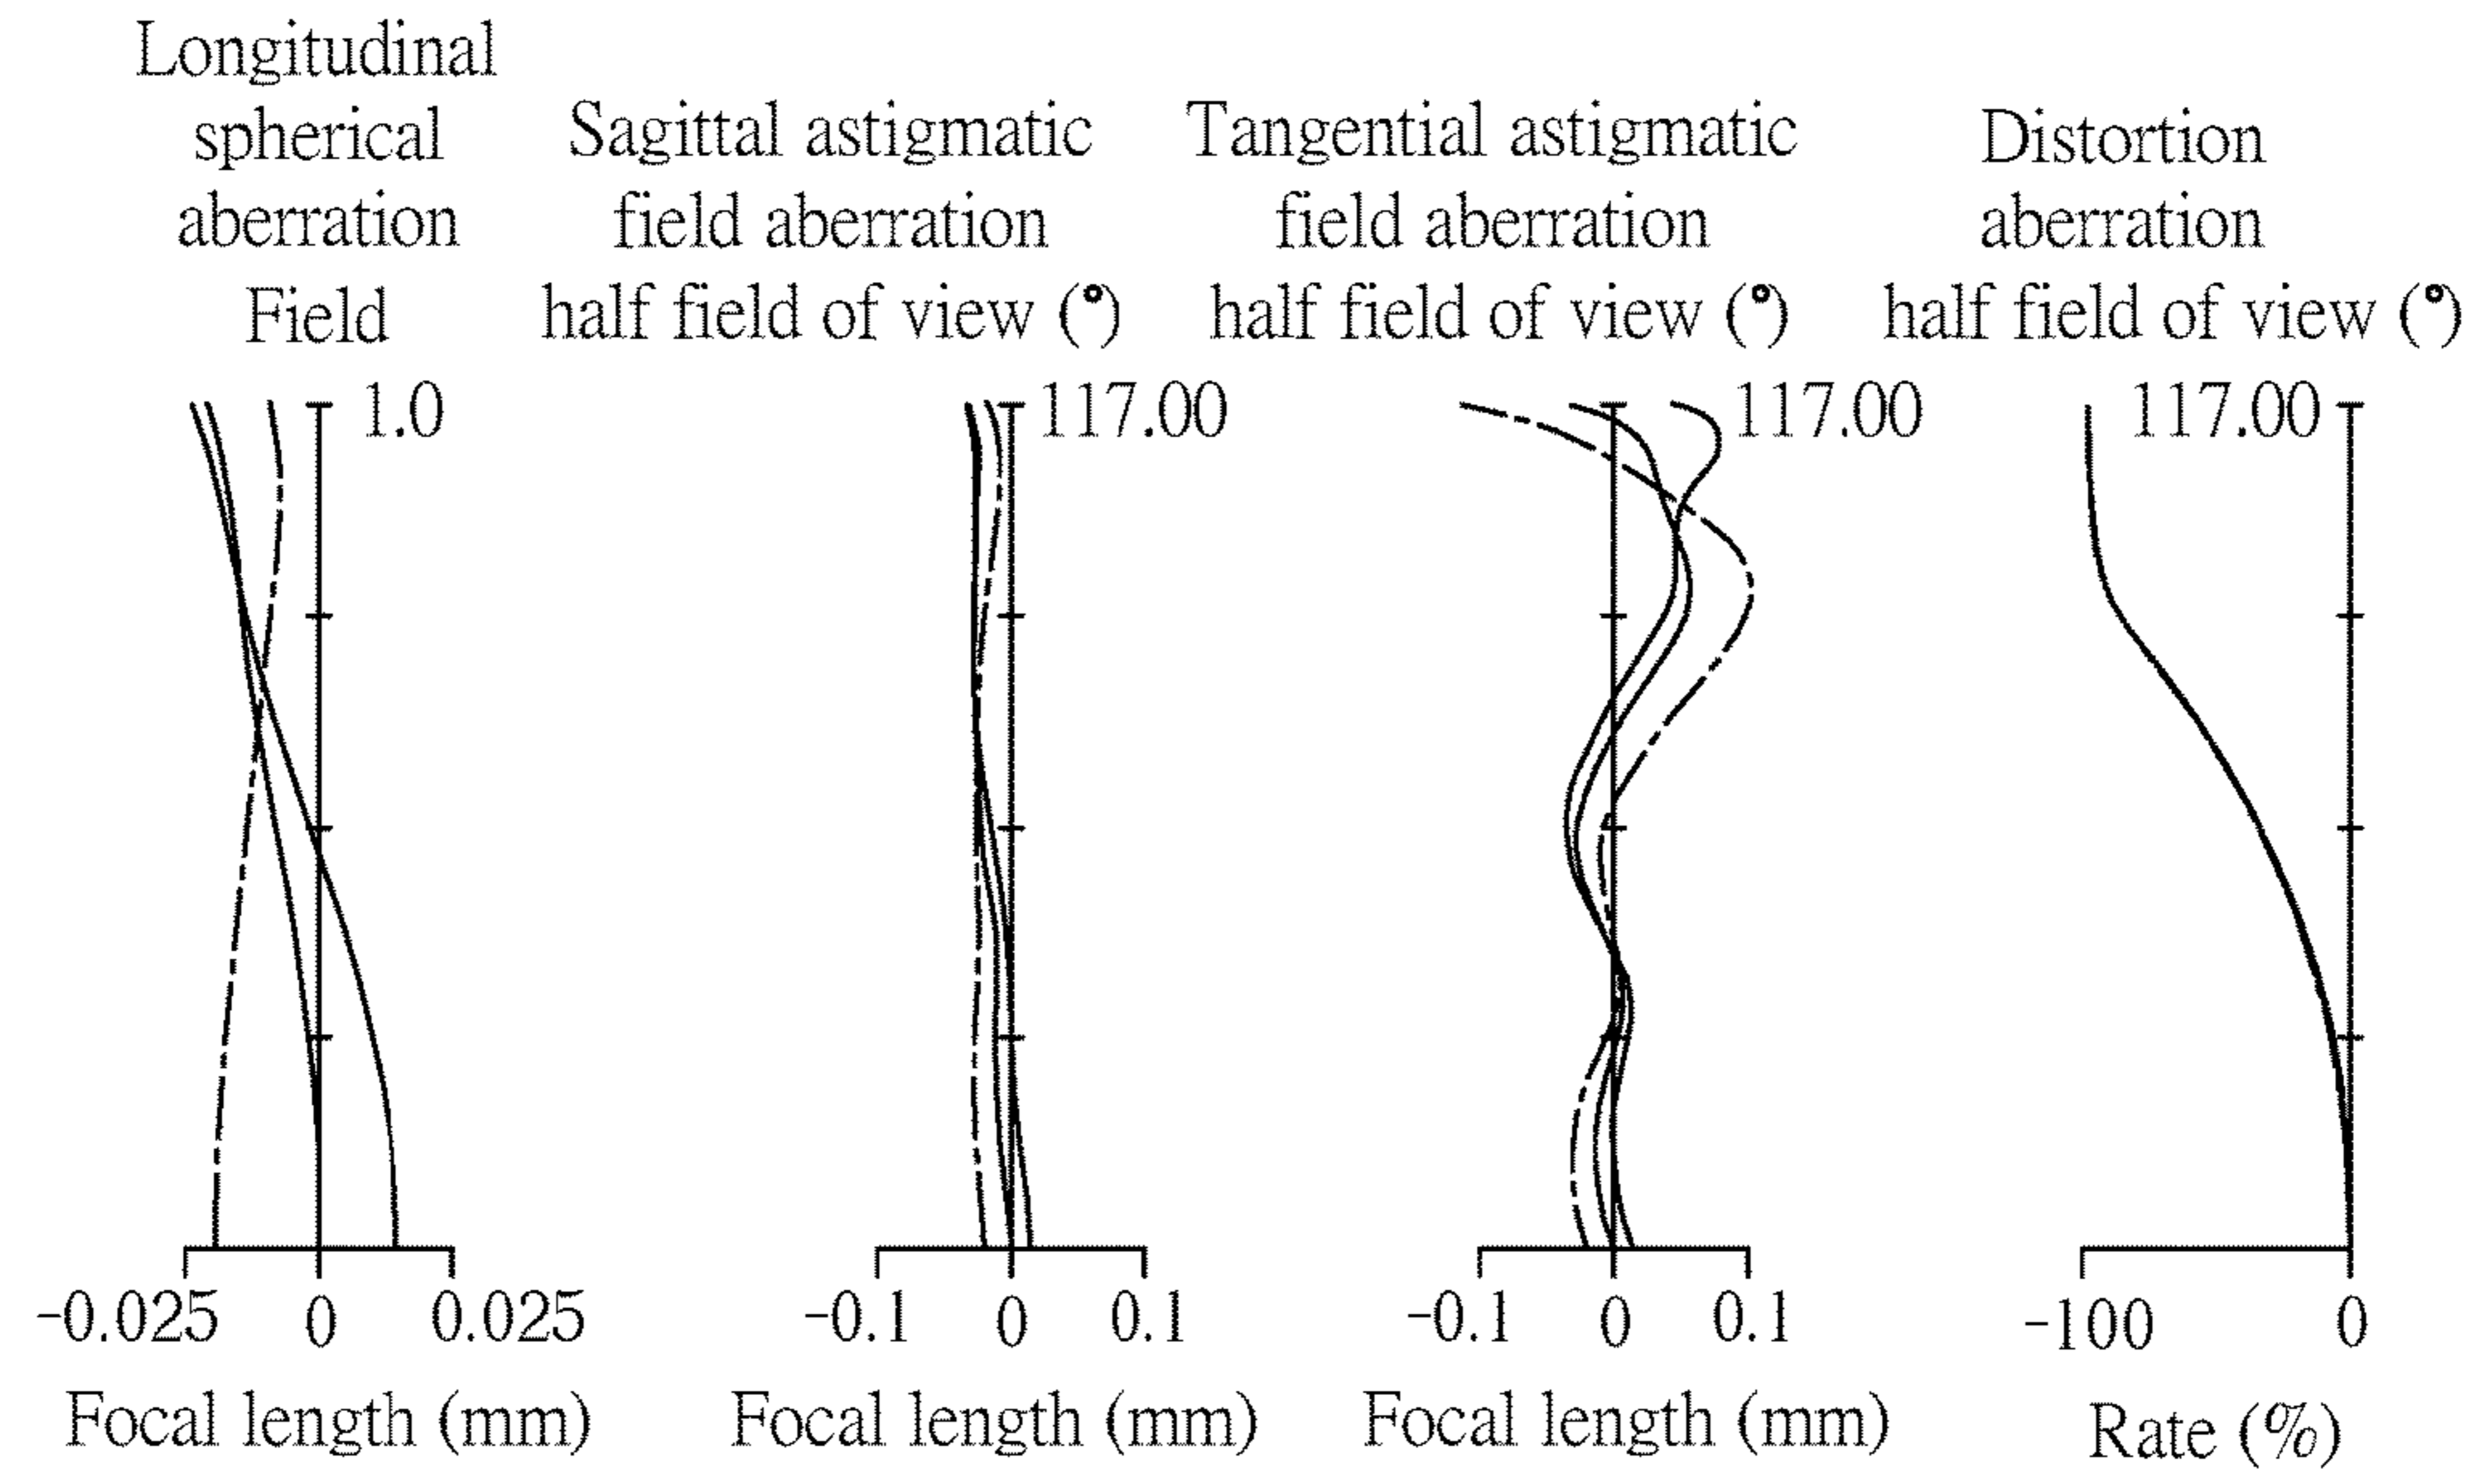 Longitudinal
spherical
aberration
Field
1.0
-0.025 0 0.025
Focal length (mm)
Sagittal astigmatic
field aberration
half field of view (°)
117.00
-0.1 0 0.1
Focal length (mm)
Tangential astigmatic
field aberration
half field of view (°)
117.00
-0.1 0 0.1
Focal length (mm)
Distortion
aberration
half field of view (°)
117.00
-100 0
Rate (%)